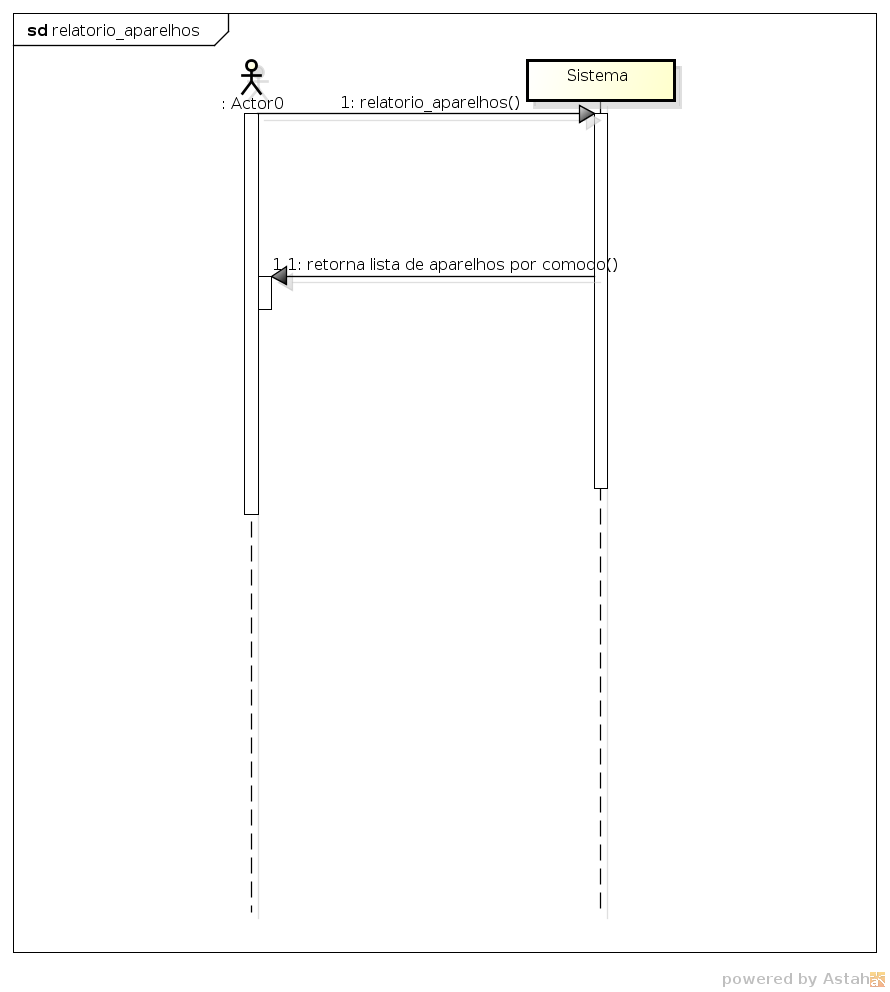 sd relatorio_aparelhos
Sistema
: Actor0
1: relatorio_aparelhos()
1.1: retorna lista de aparelhos por comodo()
powered by Astah